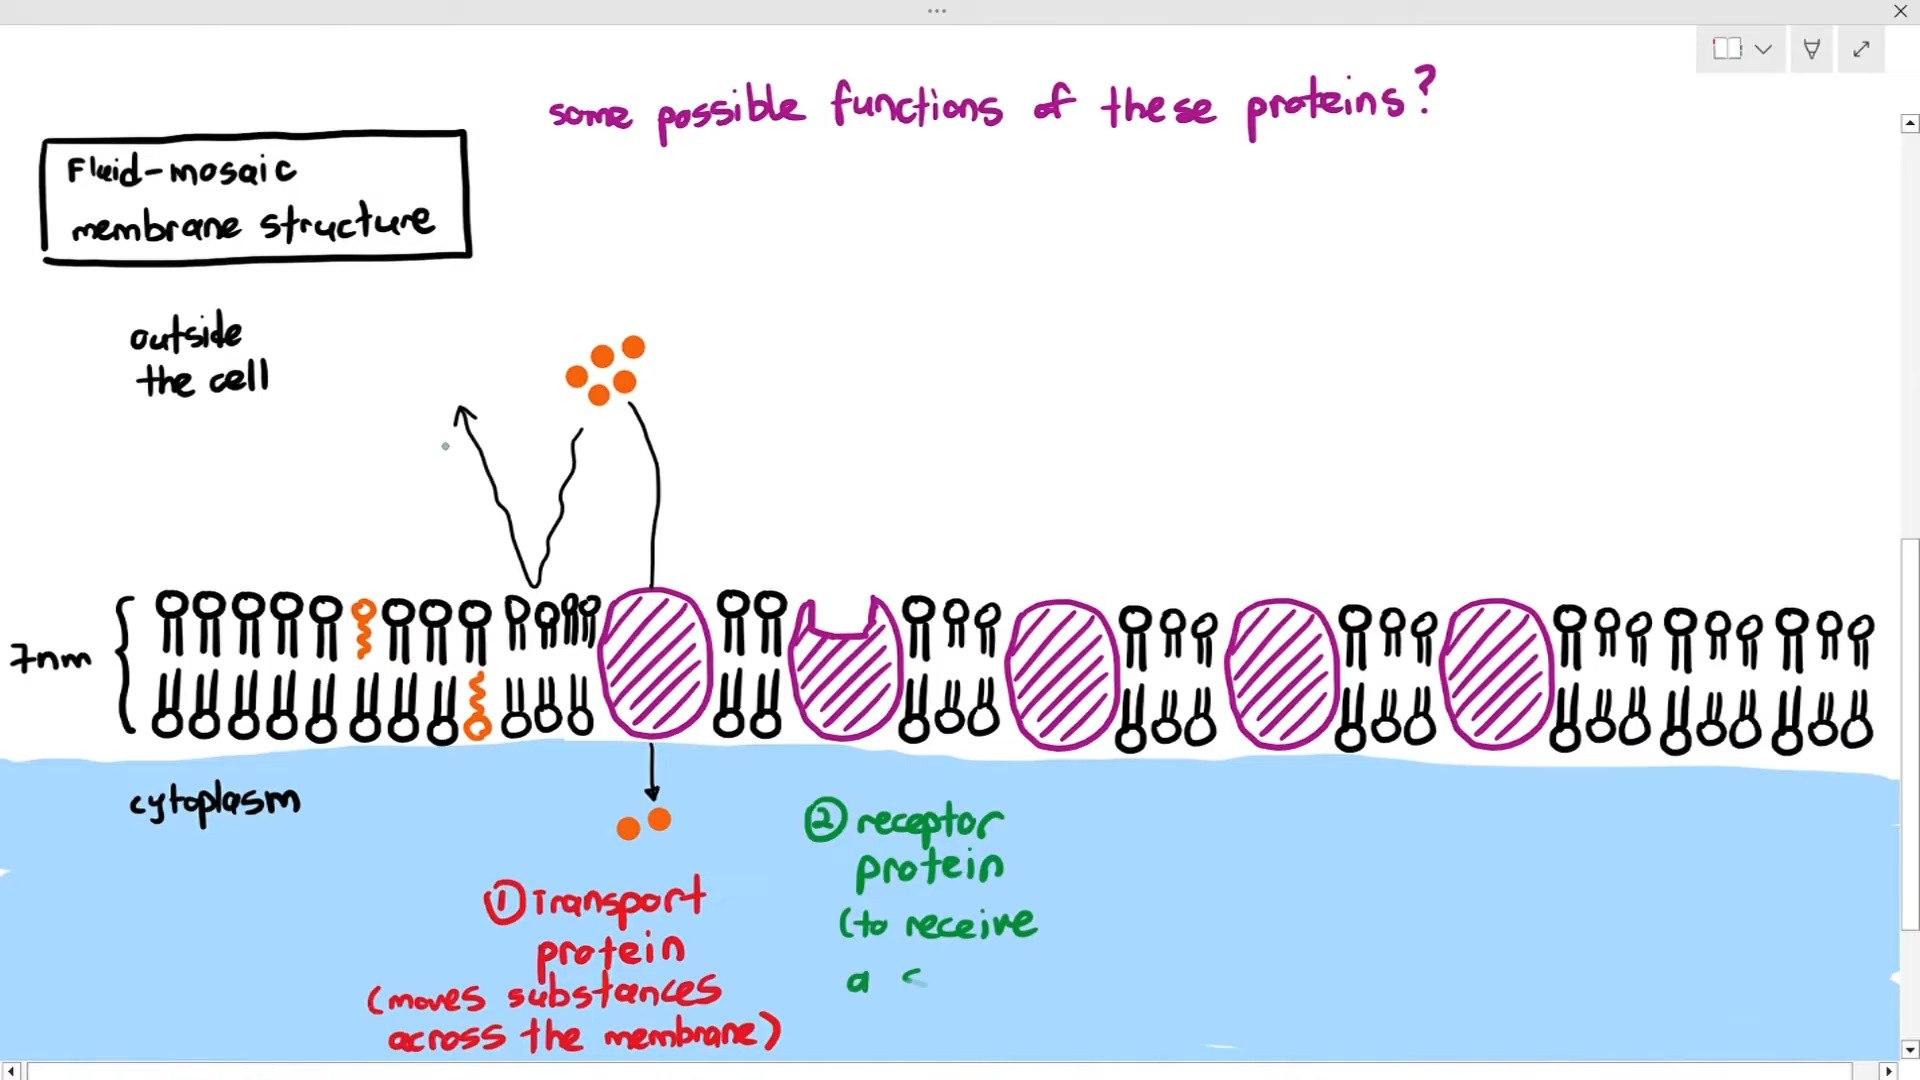 some possible functions of these proteins?
Fluid-mosaic
membrane structure
outside
the cell
7nm
cytoplasm
① Transport
protein
(moves substances
across the membrane)
② receptor
protein
(to receive
a